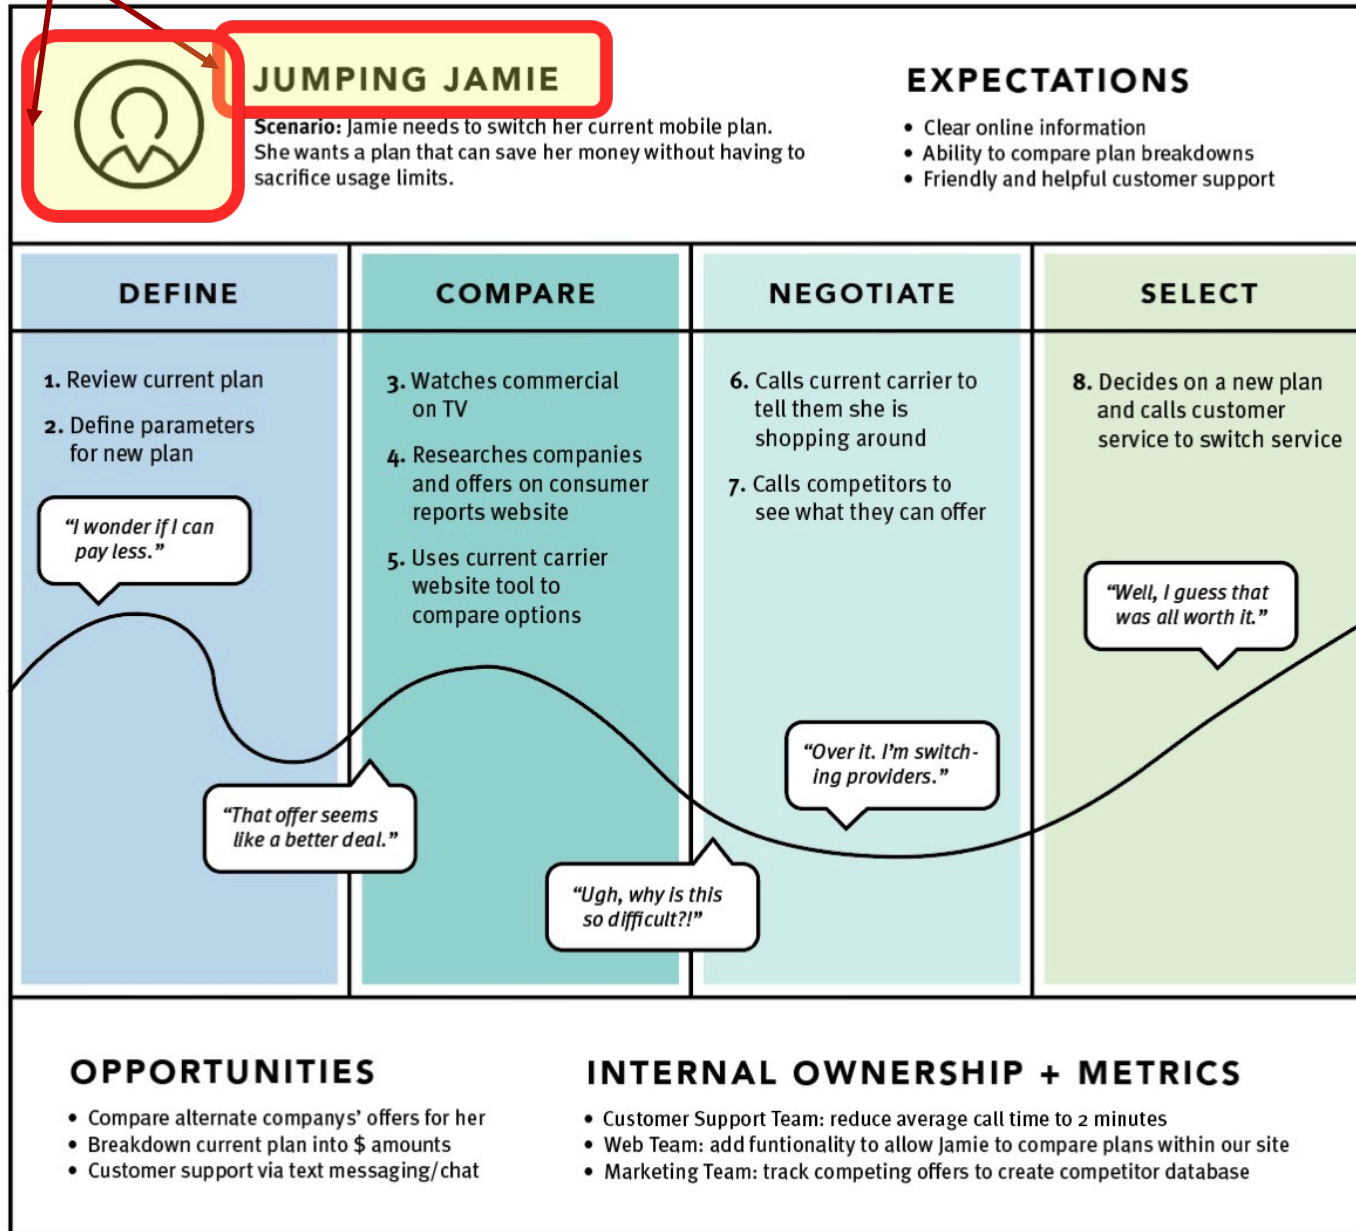 JUMPING JAMIE
Scenario: Jamie needs to switch her current mobile plan.
She wants a plan that can save her money without having to
sacrifice usage limits.
EXPECTATIONS
• Clear online information
• Ability to compare plan breakdowns
• Friendly and helpful customer support
DEFINE
1. Review current plan
2. Define parameters
for new plan
“I wonder if I can
pay less.”
COMPARE
3. Watches commercial
on TV
4. Researches companies
and offers on consumer
reports website
5. Uses current carrier
website tool to
compare options
“That offer seems
like a better deal.”
NEGOTIATE
6. Calls current carrier to
tell them she is
shopping around
7. Calls competitors to
see what they can offer
“Ugh, why is this
so difficult?!”
“Over it. I’m switch-
ing providers.”
SELECT
8. Decides on a new plan
and calls customer
service to switch service
“Well, I guess that
was all worth it.”
OPPORTUNITIES
• Compare alternate companys’ offers for her
• Breakdown current plan into $ amounts
• Customer support via text messaging/chat
INTERNAL OWNERSHIP + METRICS
• Customer Support Team: reduce average call time to 2 minutes
• Web Team: add funtionality to allow Jamie to compare plans within our site
• Marketing Team: track competing offers to create competitor database